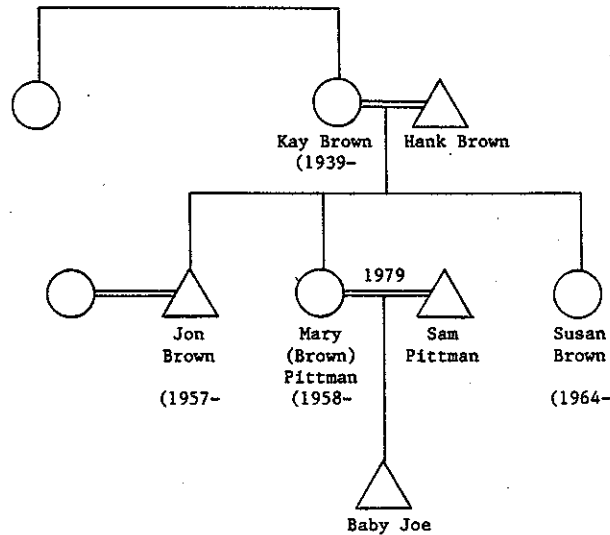 Kay Brown
(1939-
Hank Brown
1979
Jon
Brown
(1957-
Mary
(Brown)
Pittman
(1958-
Sam
Pittman
Susan
Brown
(1964-
Baby Joe